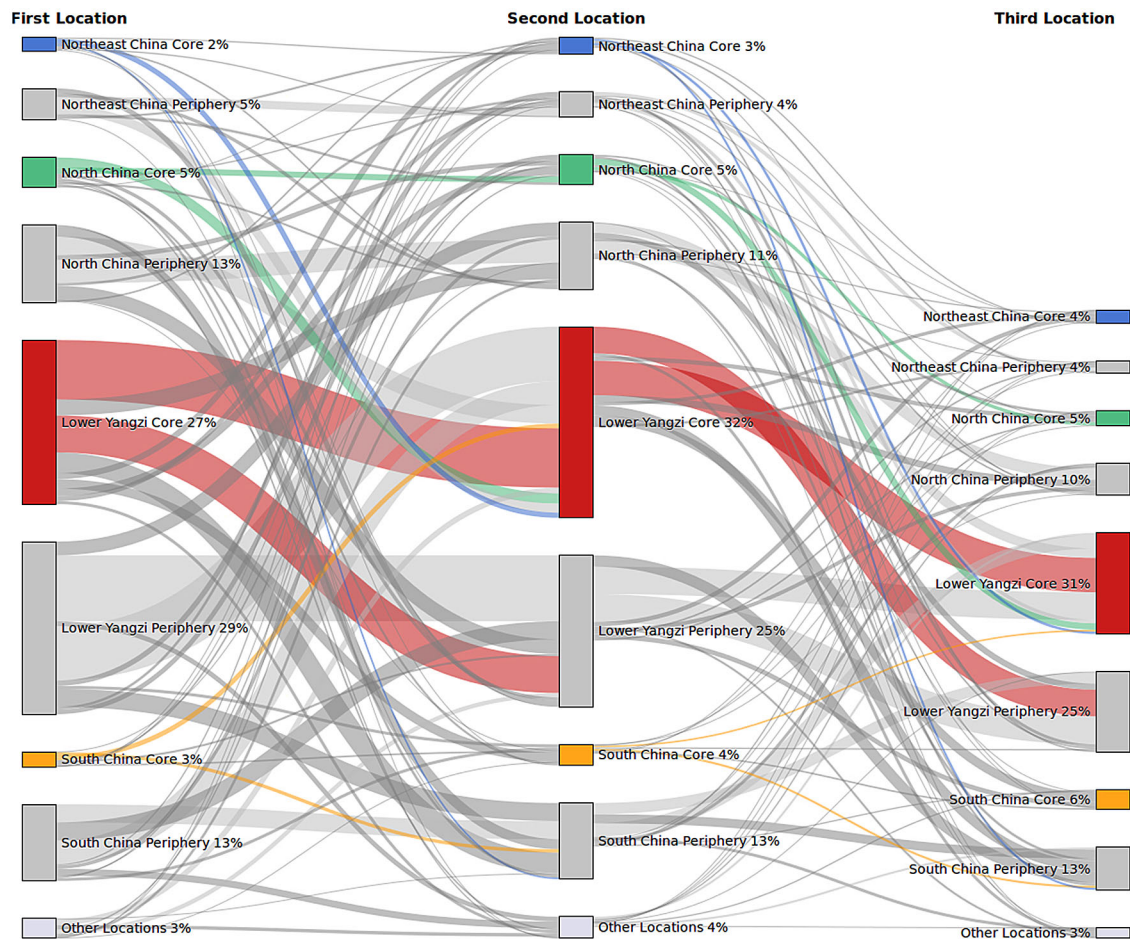 First Location
Second Location
Third Location
Northeast China Core 2%
Northeast China Periphery 5%
North China Core 5%
North China Periphery 13%
Lower Yangzi Core 27%
Lower Yangzi Periphery 29%
South China Core 3%
South China Periphery 13%
Other Locations 3%
Northeast China Core 3%
Northeast China Periphery 4%
North China Core 5%
North China Periphery 11%
Lower Yangzi Core 32%
Lower Yangzi Periphery 25%
South China Core 4%
South China Periphery 13%
Other Locations 4%
Northeast China Core 4%
Northeast China Periphery 4%
North China Core 5%
North China Periphery 10%
Lower Yangzi Core 31%
Lower Yangzi Periphery 25%
South China Core 6%
South China Periphery 13%
Other Locations 3%